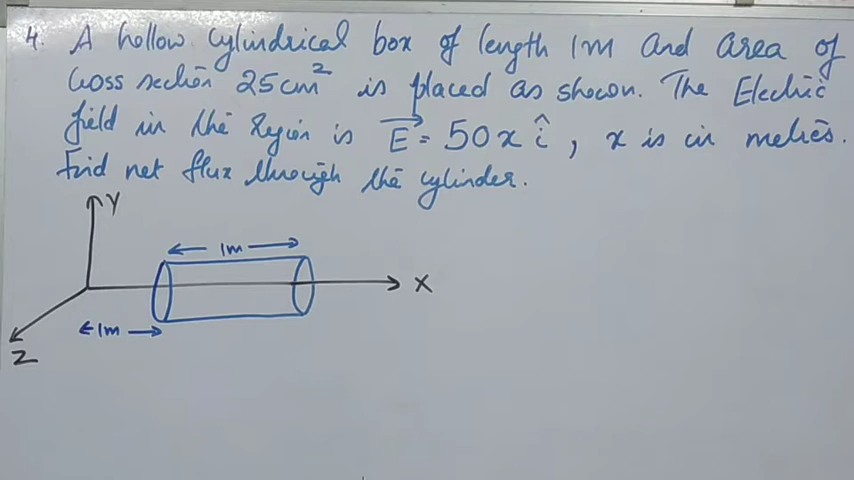 4. A hollow cylindrical box of length 1m and area of
cross section 25cm² is placed as shown. The Electric
field in the region is E⃗ = 50x î, x is in metres.
Find net flux through the cylinder.
Y
1m
X
1m
Z